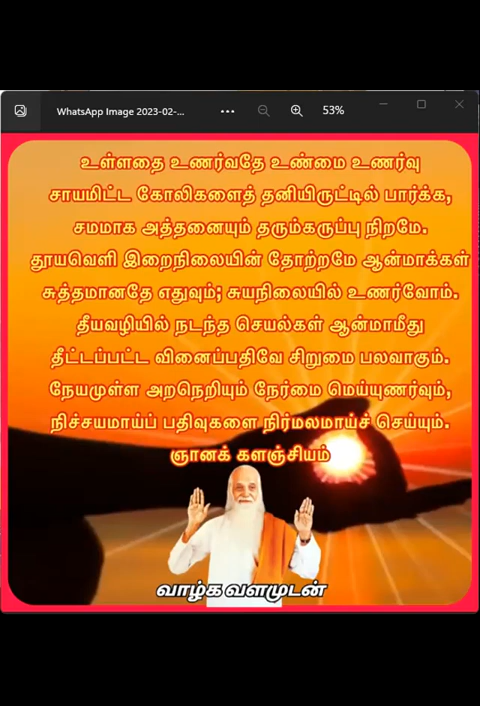 WhatsApp Image 2023-02-...
53%
உள்ளதை உணர்வதே உண்மை உணர்வு
சாயமிட்ட கோலிகளைத் தனியிருட்டில் பார்க்க,
சமமாக அத்தனையும் தரும்கருப்பு நிறமே.
தூயவெளி இறைநிலையின் தோற்றமே ஆன்மாக்கள்
சுத்தமானதே எதுவும்; சுயநிலையில் உணர்வோம்.
தீயவழியில் நடந்த செயல்கள் ஆன்மாமீது
தீட்டப்பட்ட வினைப்பதிவே சிறுமை பலவாகும்.
நேயமுள்ள அறநெறியும் நேர்மை மெய்யுணர்வும்,
நிச்சயமாய்ப் பதிவுகளை நிர்மலமாய்ச் செய்யும்.
ஞானக் களஞ்சியம்
வாழ்க வளமுடன்